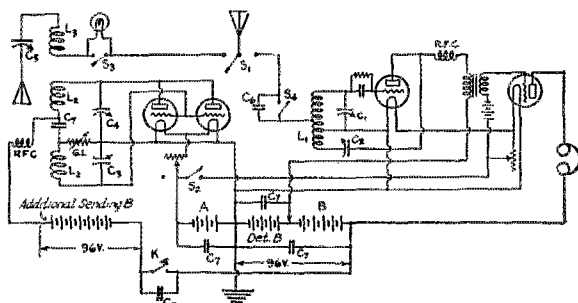 L3
C5
S3
S1
R.F.C.
L2
C7
C4
C6
S4
L1
C1
G.L.
C3
C2
RFC
L2
S2
C7
Additional Sending B
A
B
Det. B
96V.
C7
C7
K
96V.